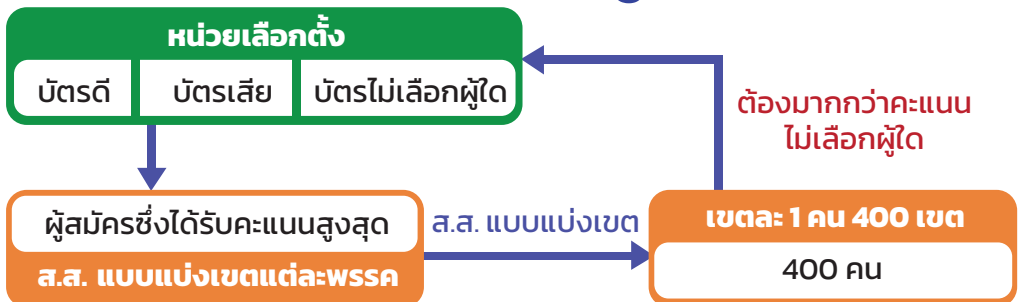 หน่วยเลือกตั้ง
บัตรดี บัตรเสีย บัตรไม่เลือกผู้ใด
ต้องมากกว่าคะแนน
ไม่เลือกผู้ใด
ผู้สมัครซึ่งได้รับคะแนนสูงสุด
ส.ส. แบบแบ่งเขตแต่ละพรรค
ส.ส. แบบแบ่งเขต
เขตละ 1 คน 400 เขต
400 คน